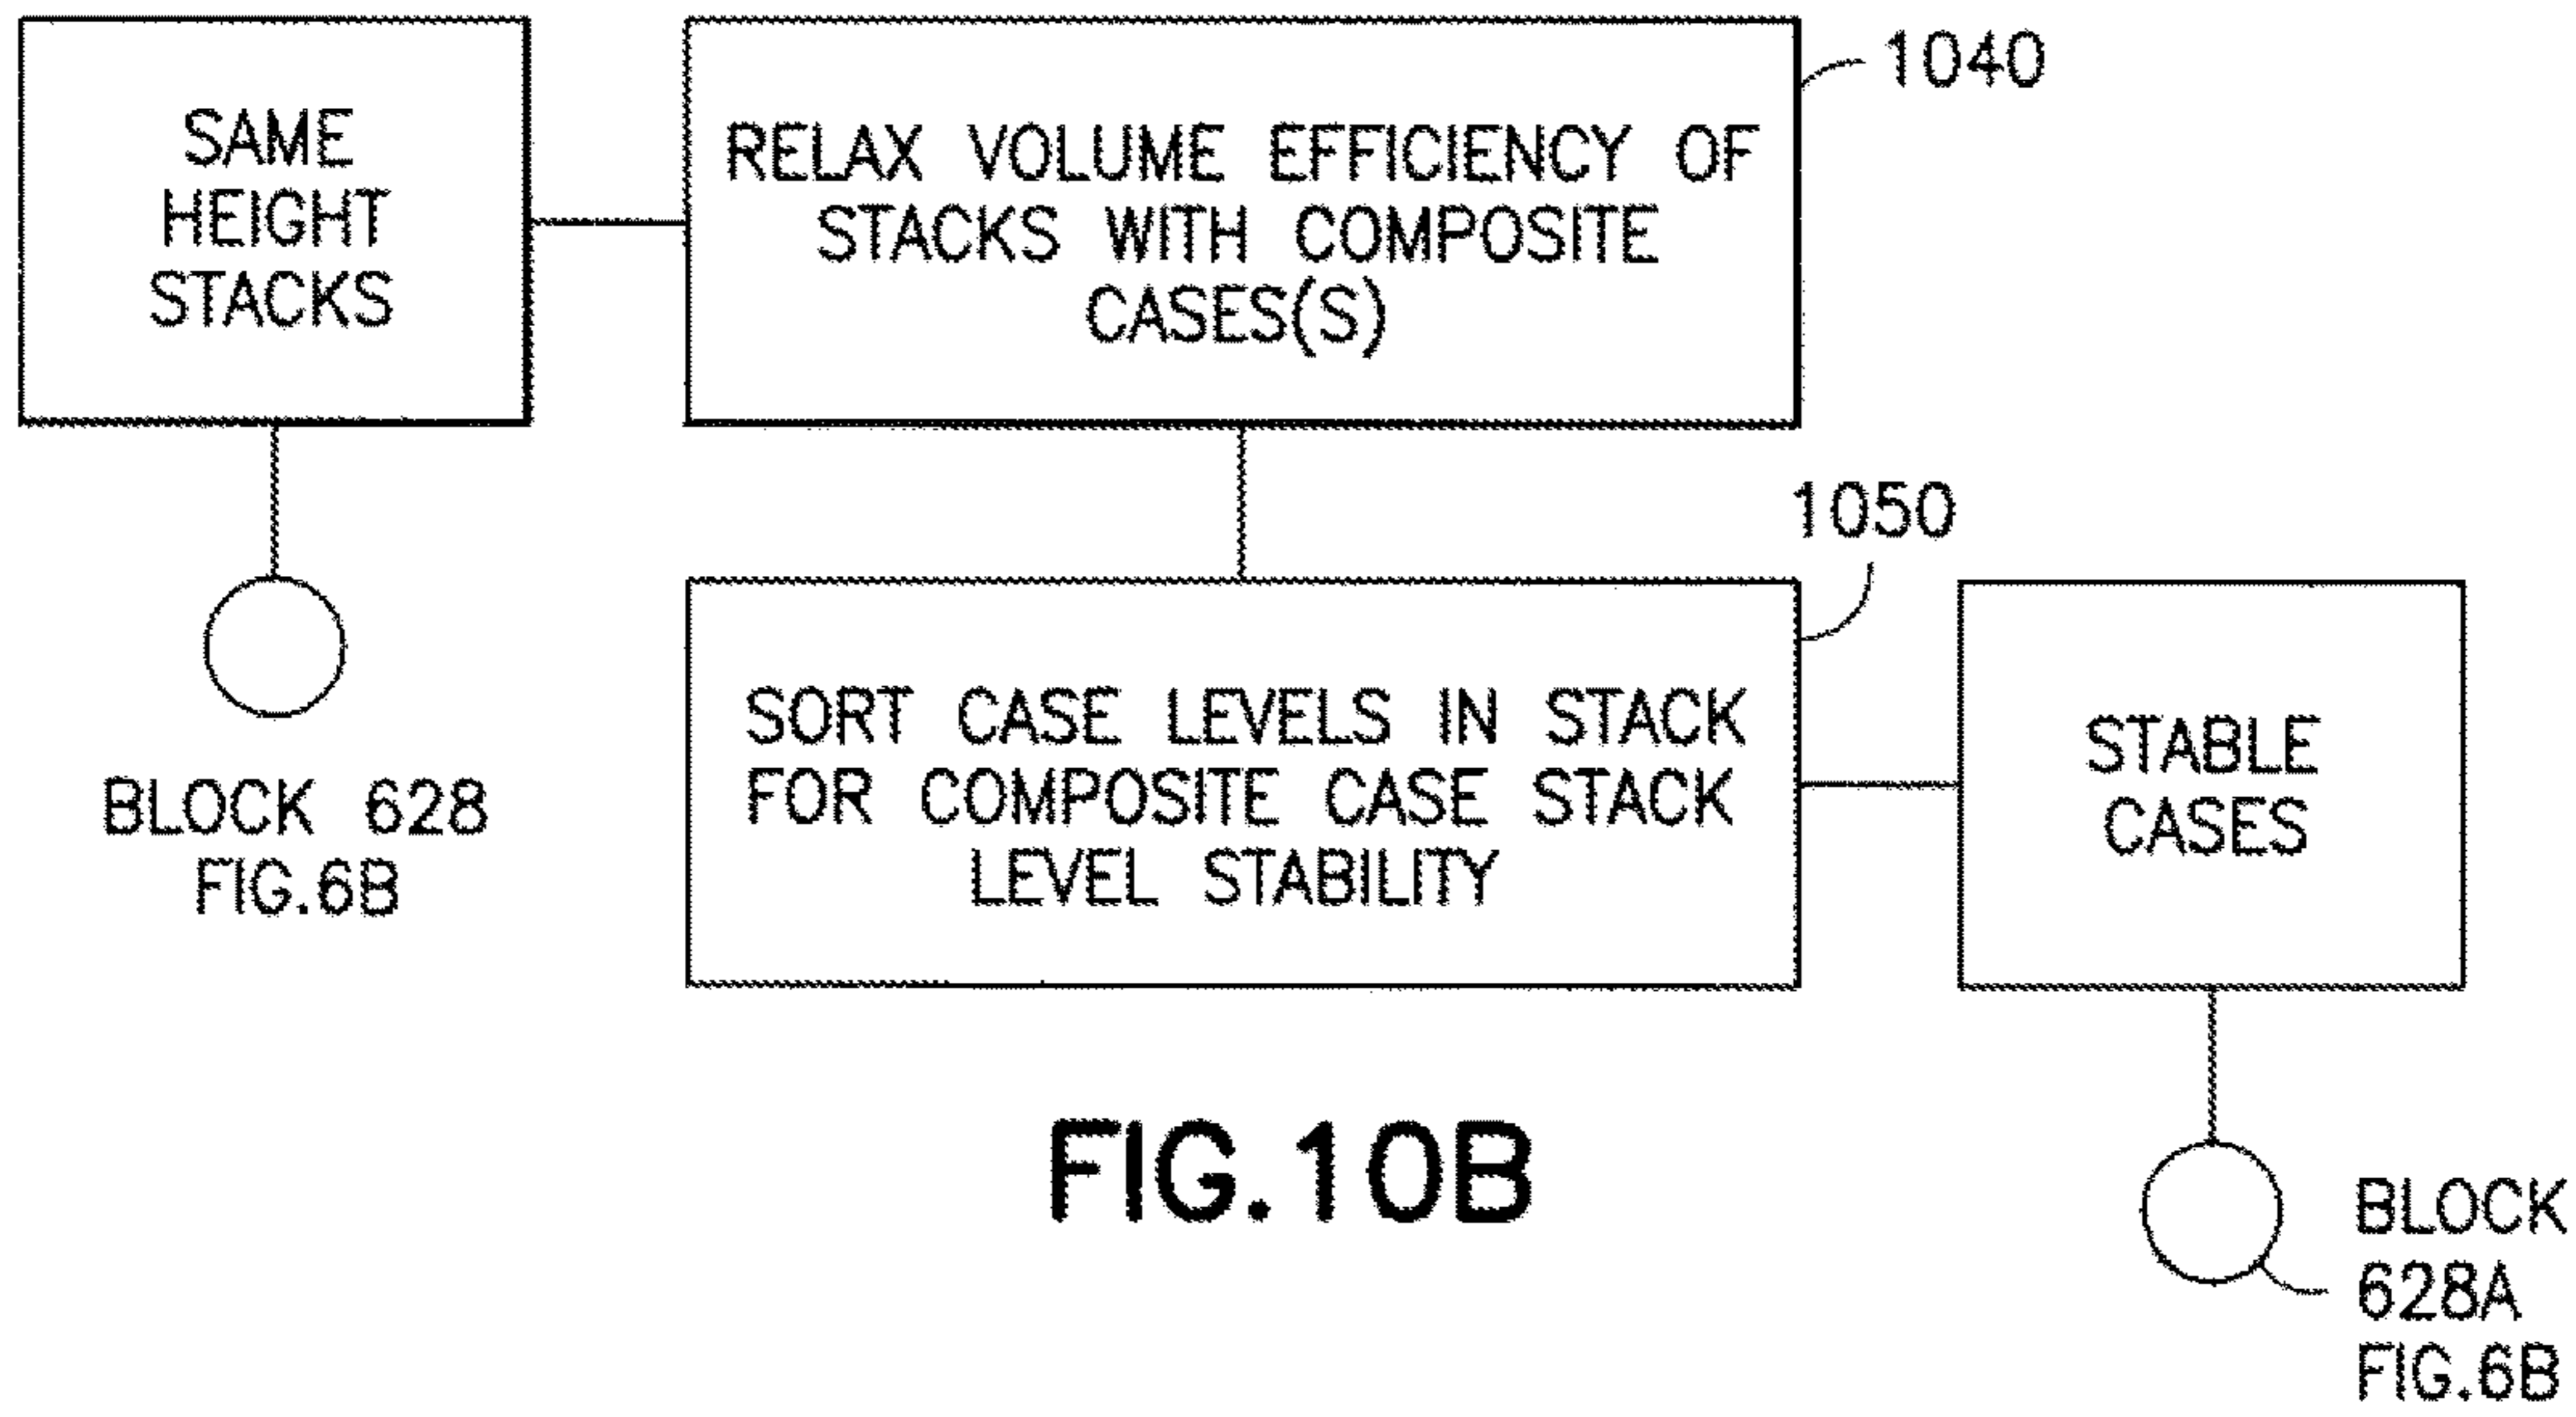 SAME
HEIGHT
STACKS
RELAX VOLUME EFFICIENCY OF
STACKS WITH COMPOSITE
CASES(S)
1040
BLOCK 628
FIG.6B
1050
SORT CASE LEVELS IN STACK
FOR COMPOSITE CASE STACK
LEVEL STABILITY
STABLE
CASES
BLOCK
628A
FIG.6B
FIG.10B